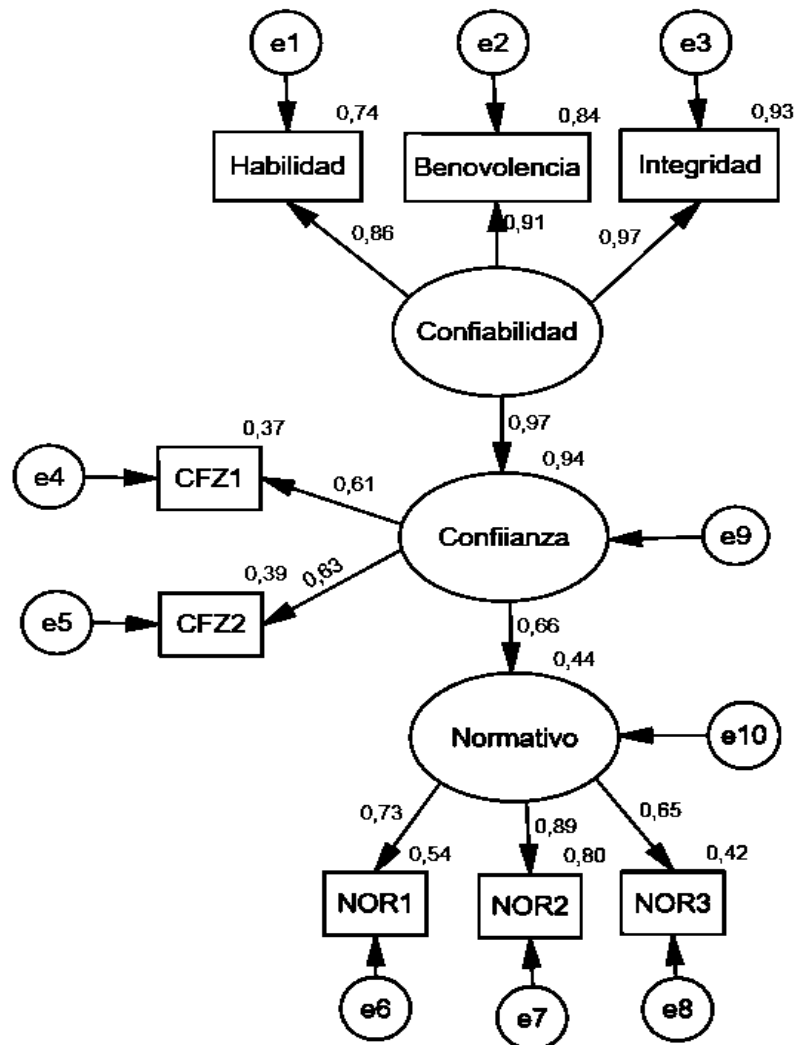 e1
e2
e3
0,74
0,84
0,93
Habilidad
Benovolencia
Integridad
0,86
0,91
0,97
Confiabilidad
0,97
0,37
0,94
e4
CFZ1
0,61
Confiianza
e9
0,39
0,63
e5
CFZ2
0,66
0,44
Normativo
e10
0,73
0,89
0,65
0,54
0,80
0,42
NOR1
NOR2
NOR3
e6
e7
e8